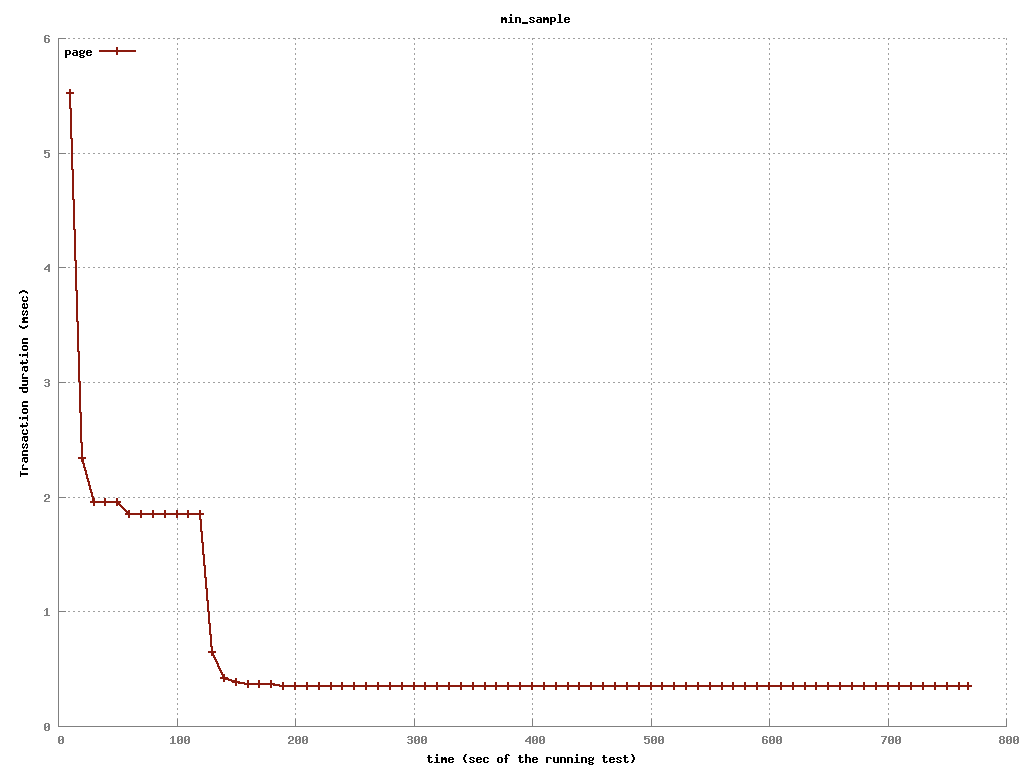 min_sample
page
6
5
4
3
2
1
0
Transaction duration (msec)
0 100 200 300 400 500 600 700 800
time (sec of the running test)